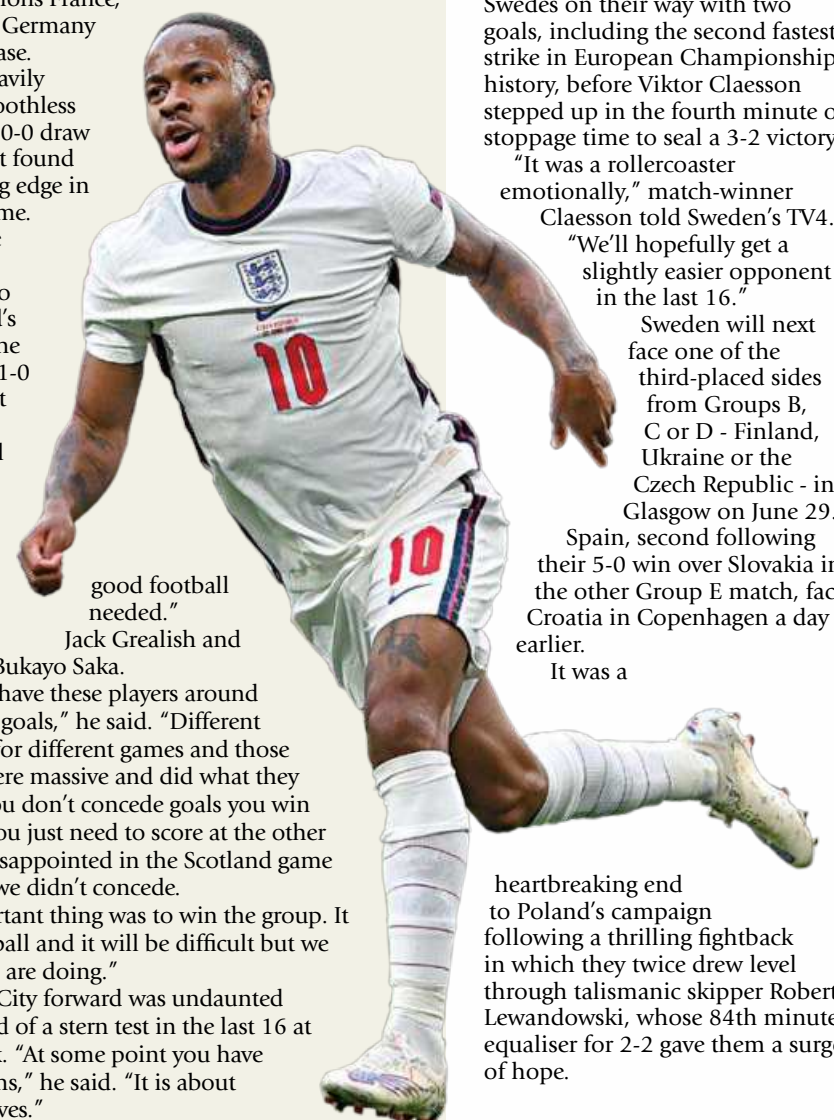 Germany
ase.
avily
oothless
0-0 draw
t found
g edge in
me.
o
l's
ne
1-0
t
good football
needed.”
Jack Grealish and
Bukayo Saka.
have these players around
goals,” he said. “Different
for different games and those
ere massive and did what they
ou don’t concede goals you win
ou just need to score at the other
sappointed in the Scotland game
we didn’t concede.
rtant thing was to win the group. It
ball and it will be difficult but we
are doing.”
City forward was undaunted
d of a stern test in the last 16 at
. “At some point you have
ns,” he said. “It is about
ves.”
10
10
Swedes on their way with two
goals, including the second fastest
strike in European Championship
history, before Viktor Claesson
stepped up in the fourth minute o
stoppage time to seal a 3-2 victory
“It was a rollercoaster
emotionally,” match-winner
Claesson told Sweden’s TV4.
“We’ll hopefully get a
slightly easier opponent
in the last 16.”
Sweden will next
face one of the
third-placed sides
from Groups B,
C or D - Finland,
Ukraine or the
Czech Republic - in
Glasgow on June 29.
Spain, second following
their 5-0 win over Slovakia in
the other Group E match, fac
Croatia in Copenhagen a day
earlier.
It was a
heartbreaking end
to Poland’s campaign
following a thrilling fightback
in which they twice drew level
through talismanic skipper Robert
Lewandowski, whose 84th minute
equaliser for 2-2 gave them a surge
of hope.